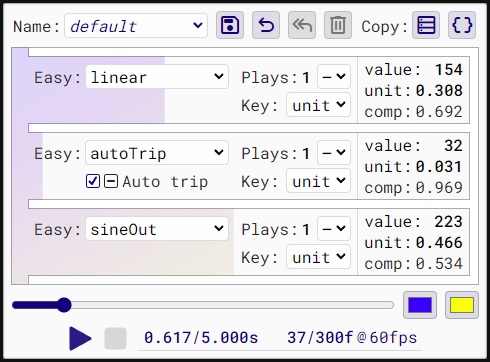 Name: default Copy:
Easy: linear Plays: 1 – value: 154
Key: unit unit: 0.308
comp: 0.692
Easy: autoTrip Plays: 1 – value: 32
Auto trip Key: unit unit: 0.031
comp: 0.969
Easy: sineOut Plays: 1 – value: 223
Key: unit unit: 0.466
comp: 0.534
0.617/5.000s 37/300f@60fps